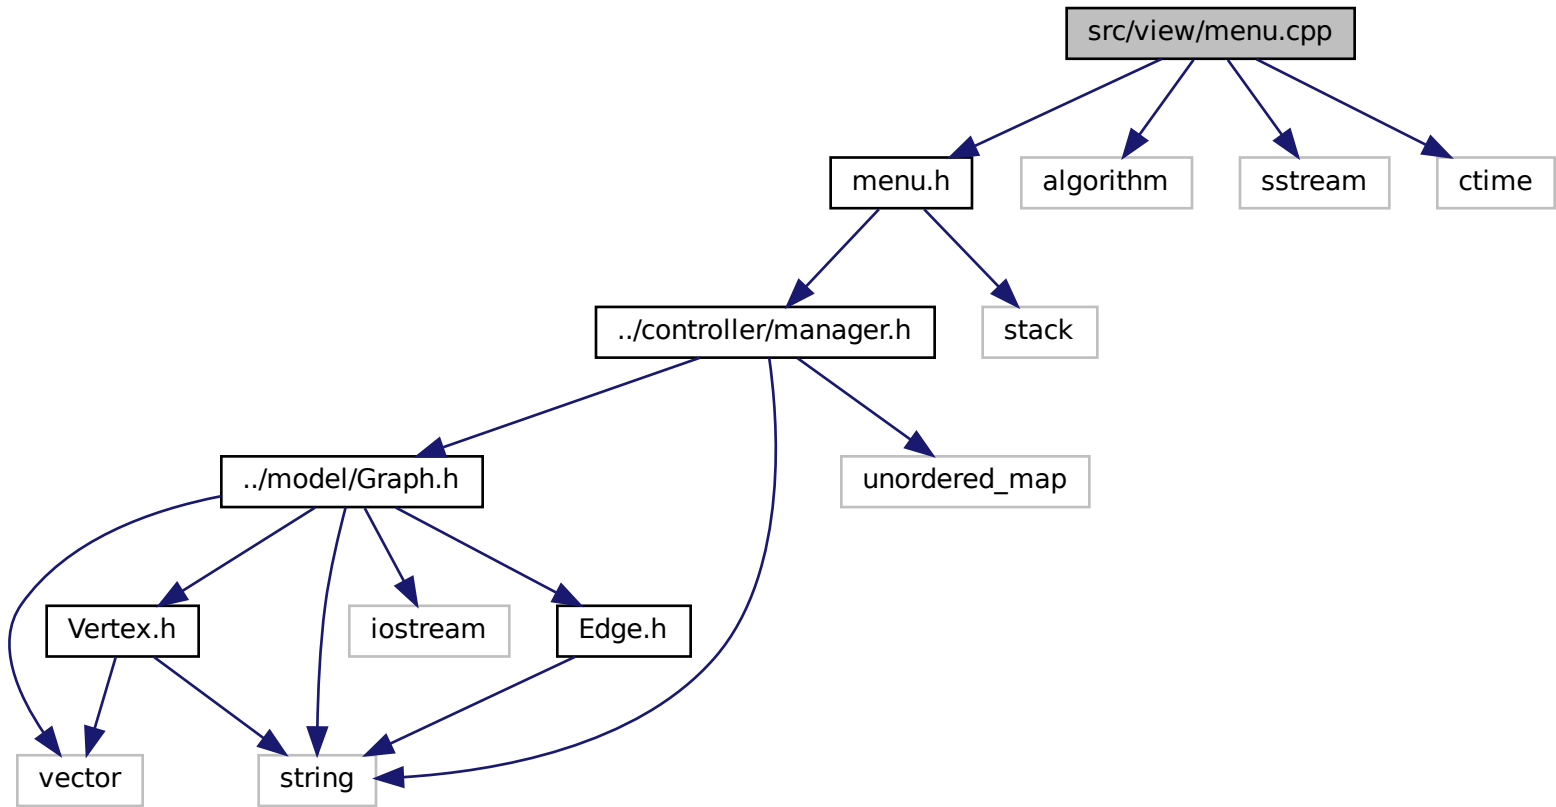 src/view/menu.cpp
menu.h
algorithm
sstream
ctime
../controller/manager.h
stack
../model/Graph.h
unordered_map
Vertex.h
iostream
Edge.h
vector
string